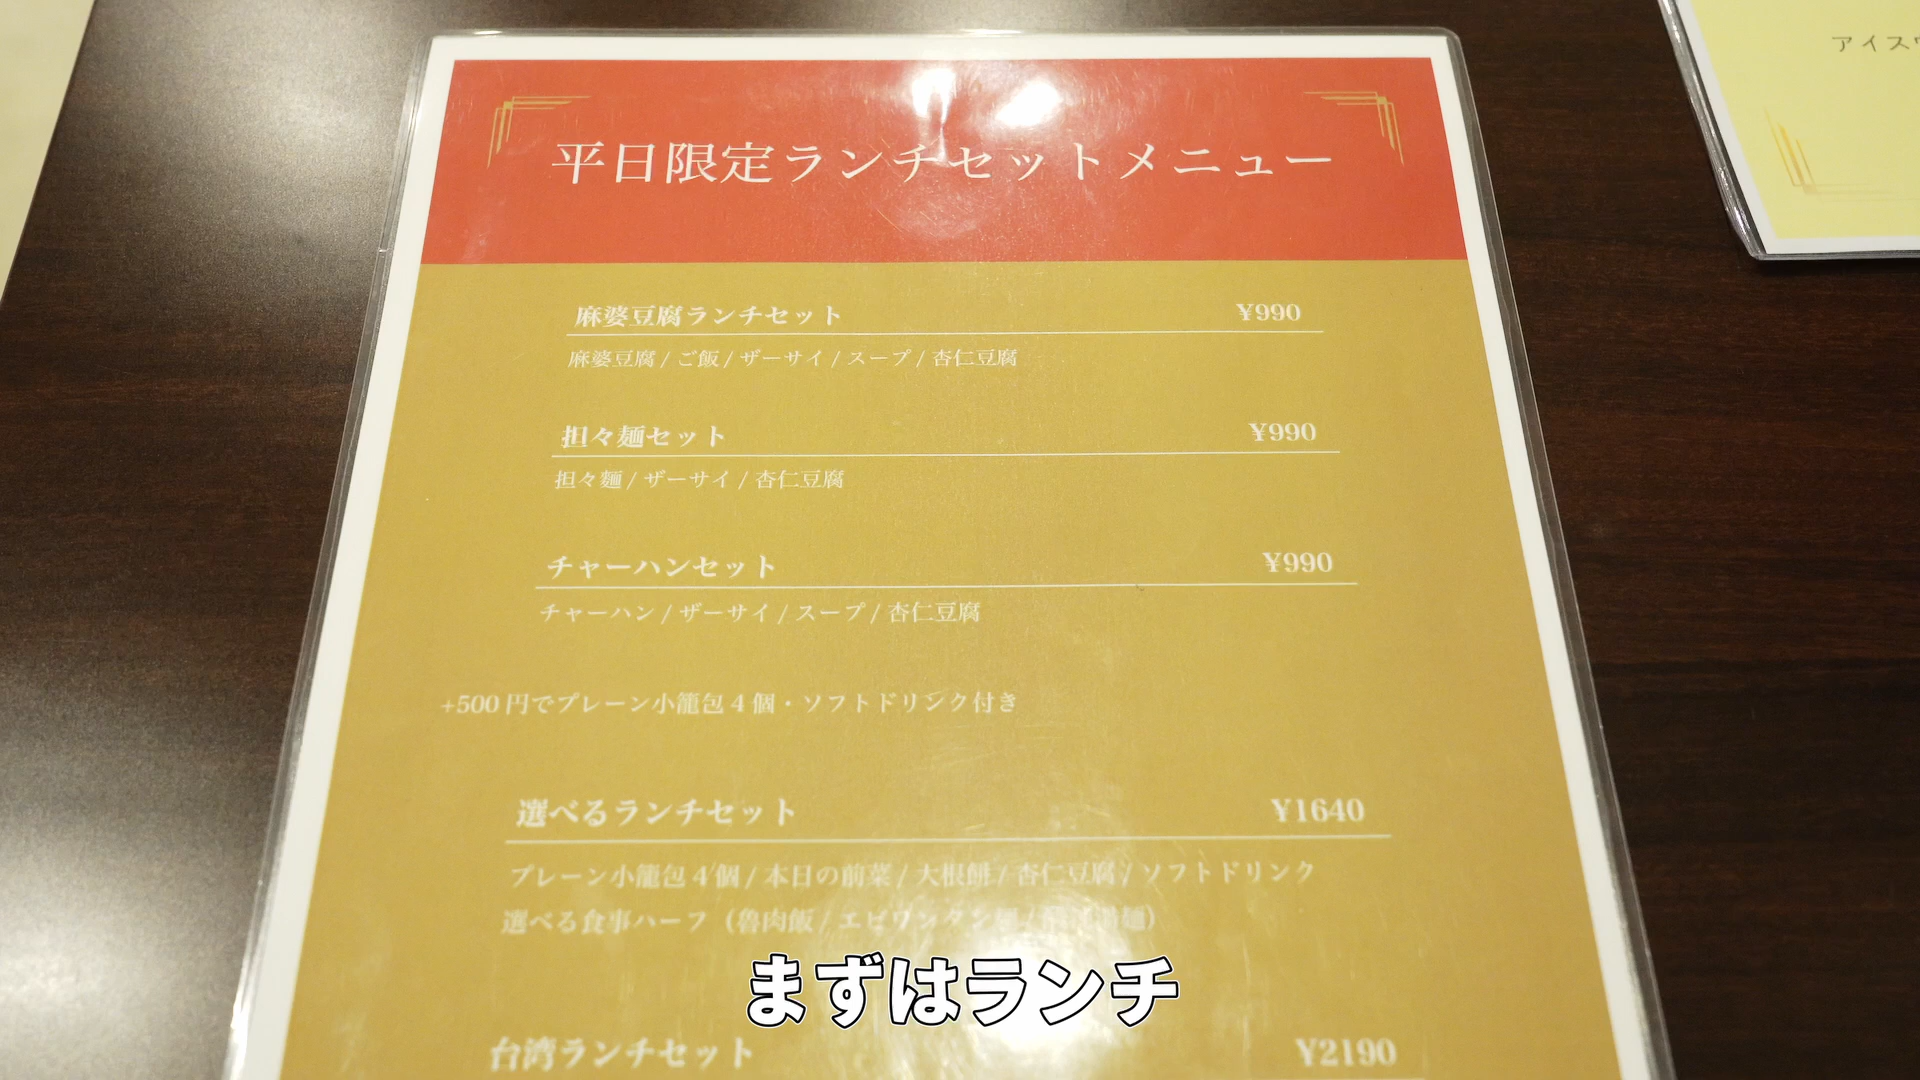 平日限定ランチセットメニュー
麻婆豆腐ランチセット ¥990
麻婆豆腐 / ご飯 / ザーサイ / スープ / 杏仁豆腐
担々麺セット ¥990
担々麵 / ザーサイ / 杏仁豆腐
チャーハンセット ¥990
チャーハン / ザーサイ / スープ / 杏仁豆腐
+500 円でプレーン小籠包 4 個・ソフトドリンク付き
選べるランチセット ¥1640
プレーン小籠包 4 個 / 本日の前菜 / 大根餅 / 杏仁豆腐 / ソフトドリンク
選べる食事ハーフ（魯肉飯 / エビワンタン麺 /
まずはランチ
台湾ランチセット ¥2190
アイス